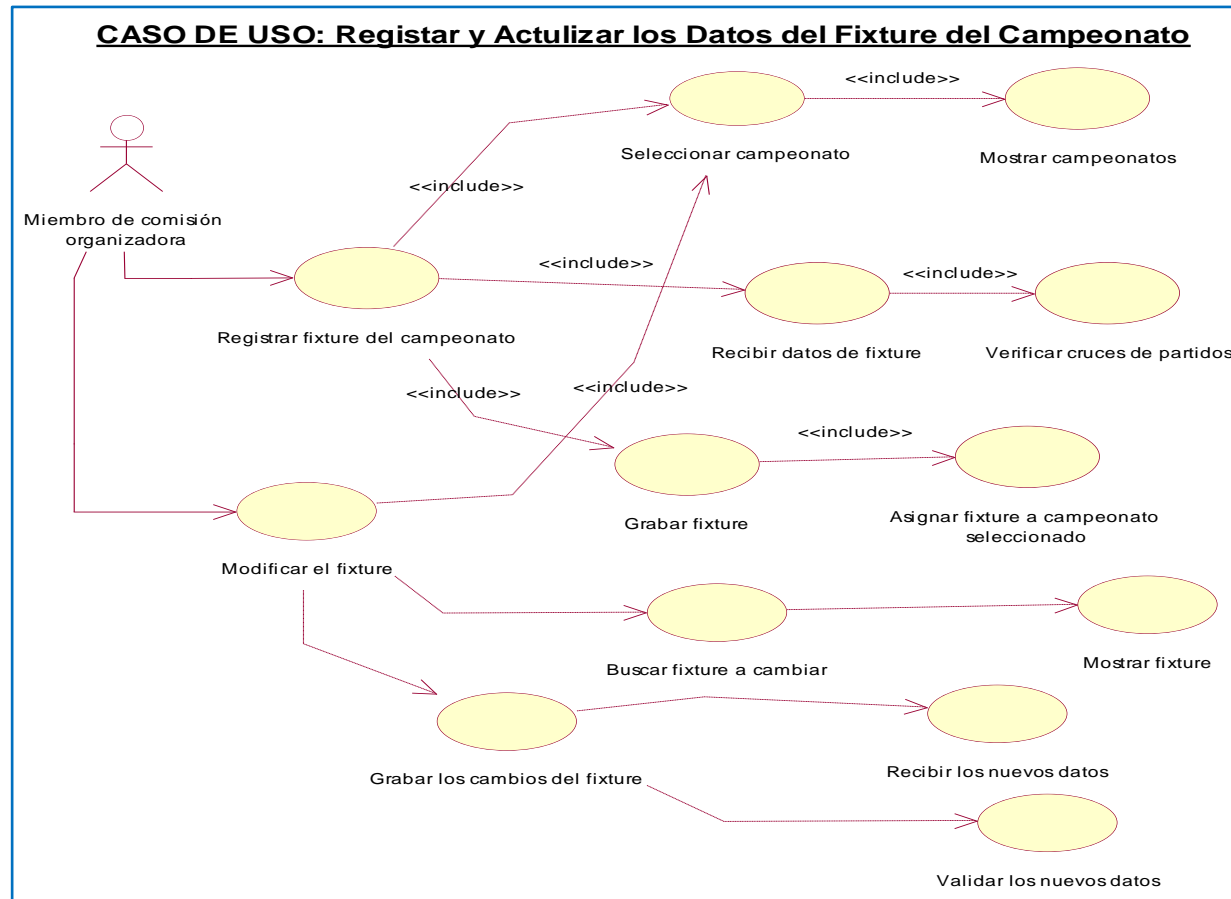 CASO DE USO: Registar y Actulizar los Datos del Fixture del Campeonato
<<include>>
Seleccionar campeonato
Mostrar campeonatos
<<include>>
Miembro de comisión
organizadora
<<include>>
<<include>>
Registrar fixture del campeonato
Recibir datos de fixture
Verificar cruces de partidos
<<include>>
<<include>>
<<include>>
Grabar fixture
Asignar fixture a campeonato
seleccionado
Modificar el fixture
Buscar fixture a cambiar
Mostrar fixture
Grabar los cambios del fixture
Recibir los nuevos datos
Validar los nuevos datos